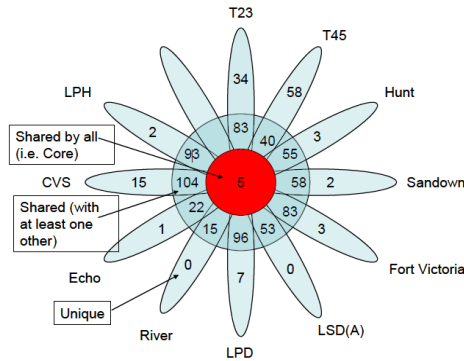 T23
T45
34
58
LPH
Hunt
2
83
3
40
93
55
Shared by all
(i.e. Core)
CVS
15
104
5
58
2
Sandown
Shared (with
at least one
other)
22
83
1
15
53
3
96
Echo
0
0
Fort Victoria
7
Unique
River
LSD(A)
LPD